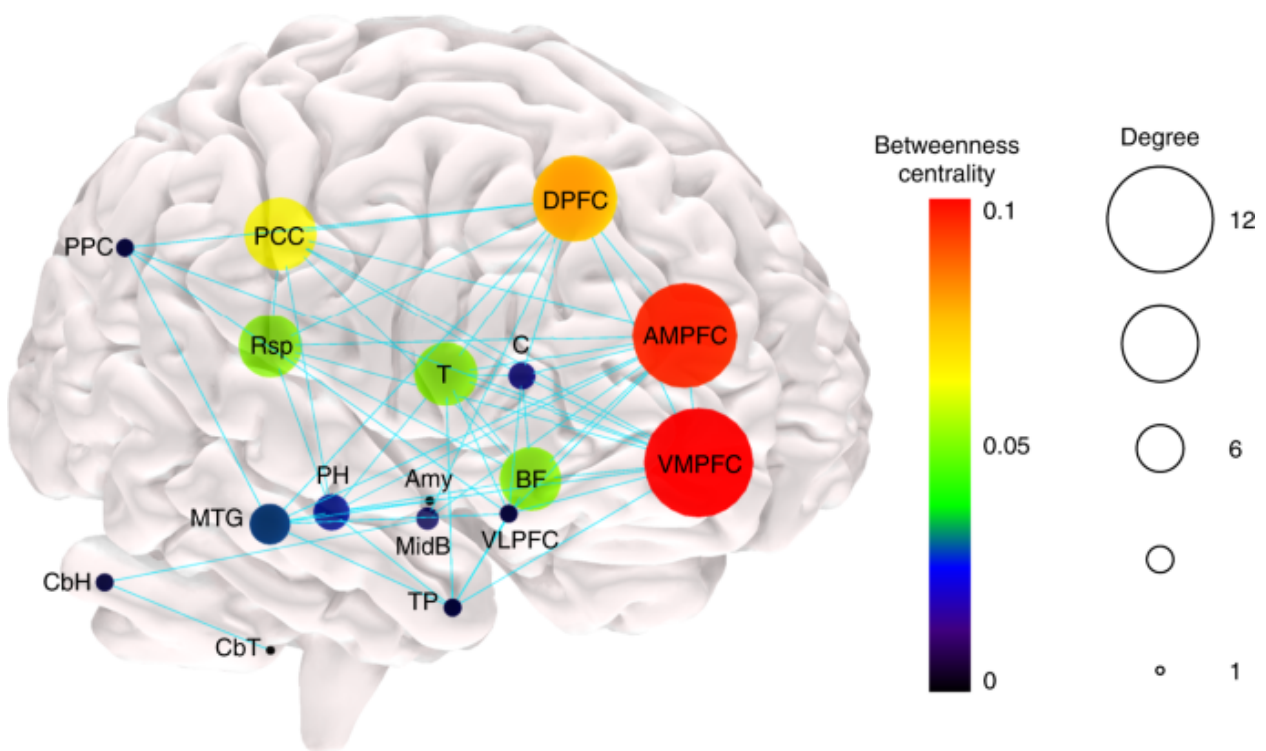 DPFC
PCC
PPC
AMPFC
Rsp
T
C
VMPFC
BF
PH
Amy
MTG
MidB
VLPFC
CbH
TP
CbT
Betweenness
centrality
0.1
0.05
0
Degree
12
6
1